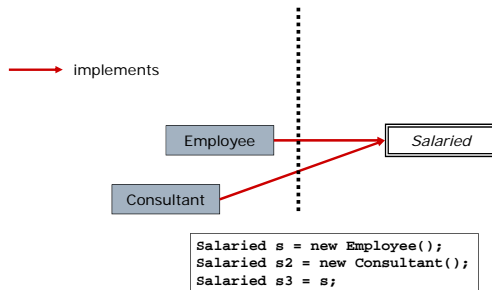 implements
Employee
Salaried
Consultant
Salaried s = new Employee();
Salaried s2 = new Consultant();
Salaried s3 = s;